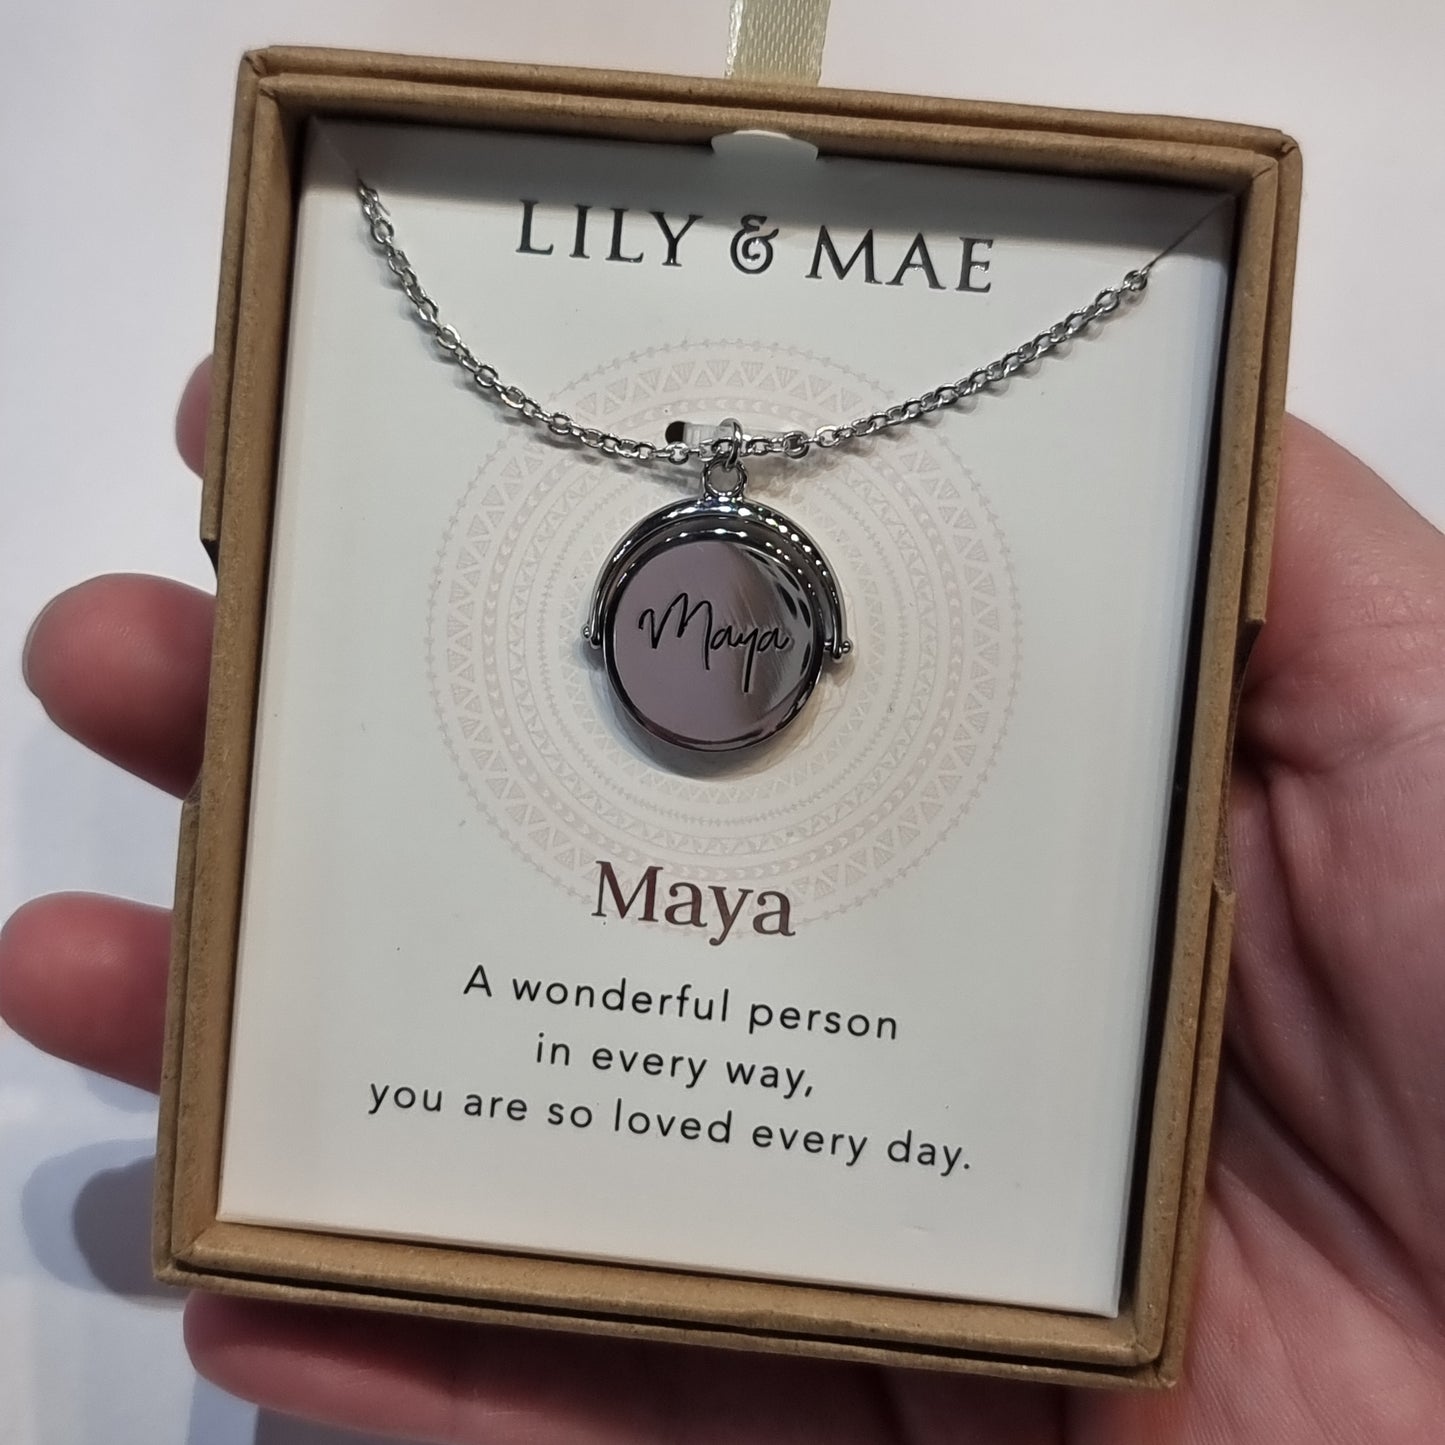 LILY & MAE
Maya
Maya
A wonderful person
in every way,
you are so loved every day.